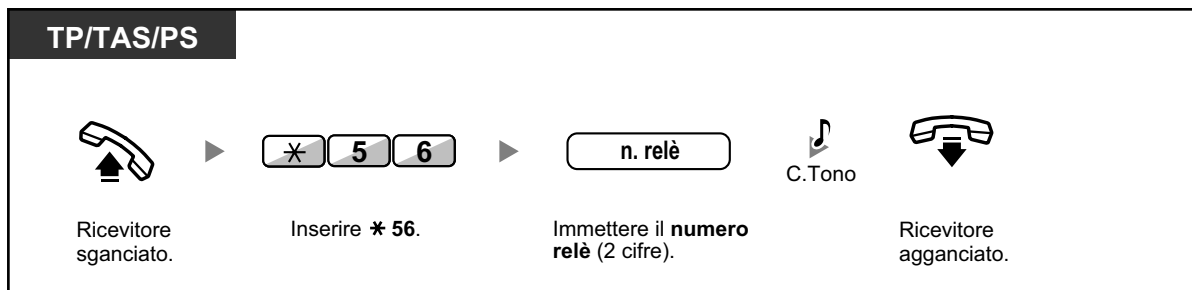 TP/TAS/PS
✳ 5 6
n. relè
C.Tono
Ricevitore
sganciato.
Inserire ✳ 56.
Immettere il numero
relè (2 cifre).
Ricevitore
agganciato.